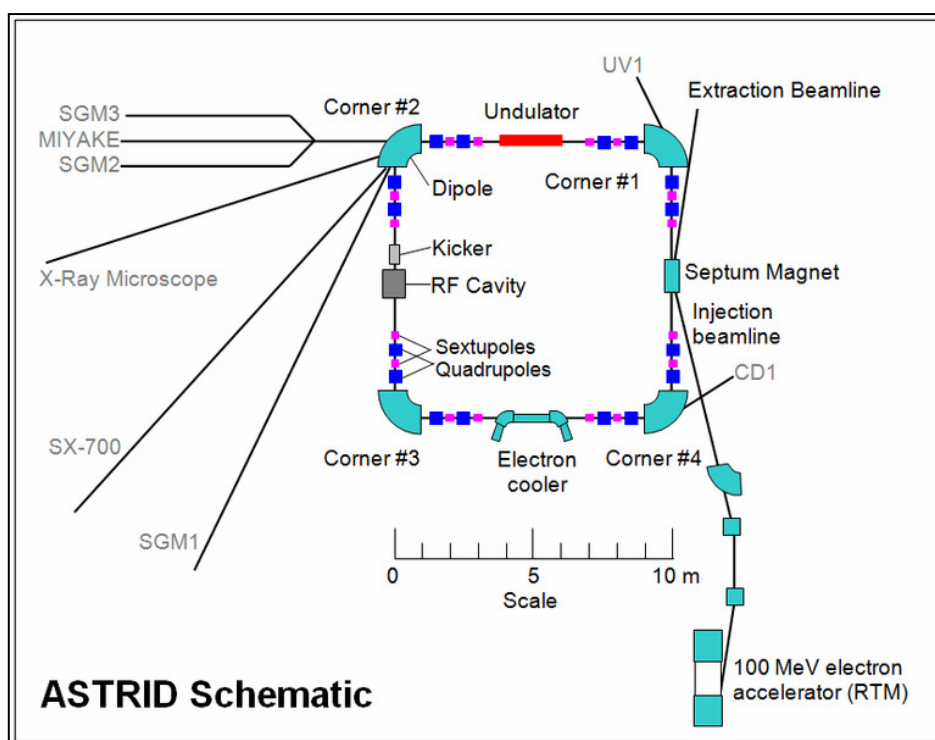 UV1
Extraction Beamline
SGM3
MIYAKE
SGM2
Corner #2
Undulator
Corner #1
Dipole
X-Ray Microscope
Kicker
RF Cavity
Septum Magnet
Injection
beamline
Sextupoles
Quadrupoles
CD1
SX-700
Corner #3
Electron
cooler
Corner #4
SGM1
0
5
10 m
Scale
100 MeV electron
accelerator (RTM)
ASTRID Schematic